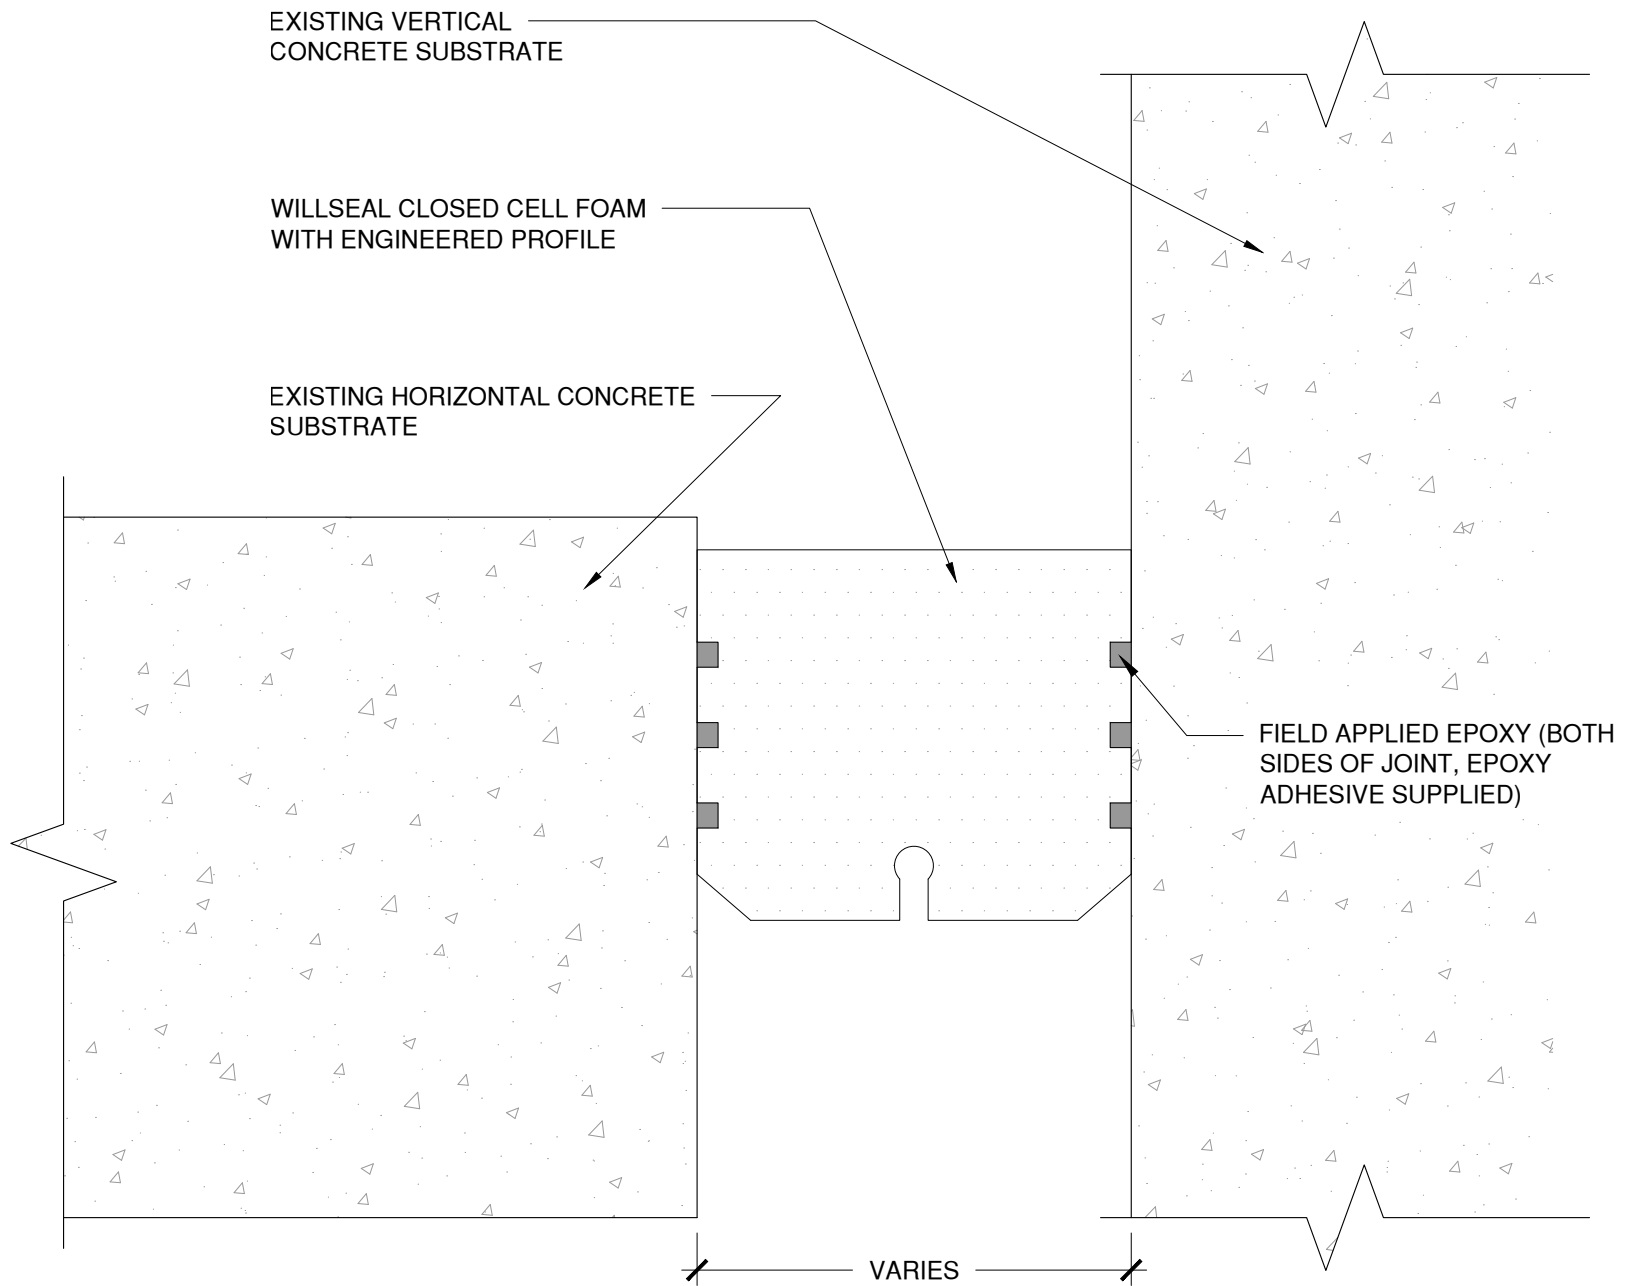 EXISTING VERTICAL
CONCRETE SUBSTRATE
WILLSEAL CLOSED CELL FOAM
WITH ENGINEERED PROFILE
EXISTING HORIZONTAL CONCRETE
SUBSTRATE
FIELD APPLIED EPOXY (BOTH
SIDES OF JOINT, EPOXY
ADHESIVE SUPPLIED)
VARIES